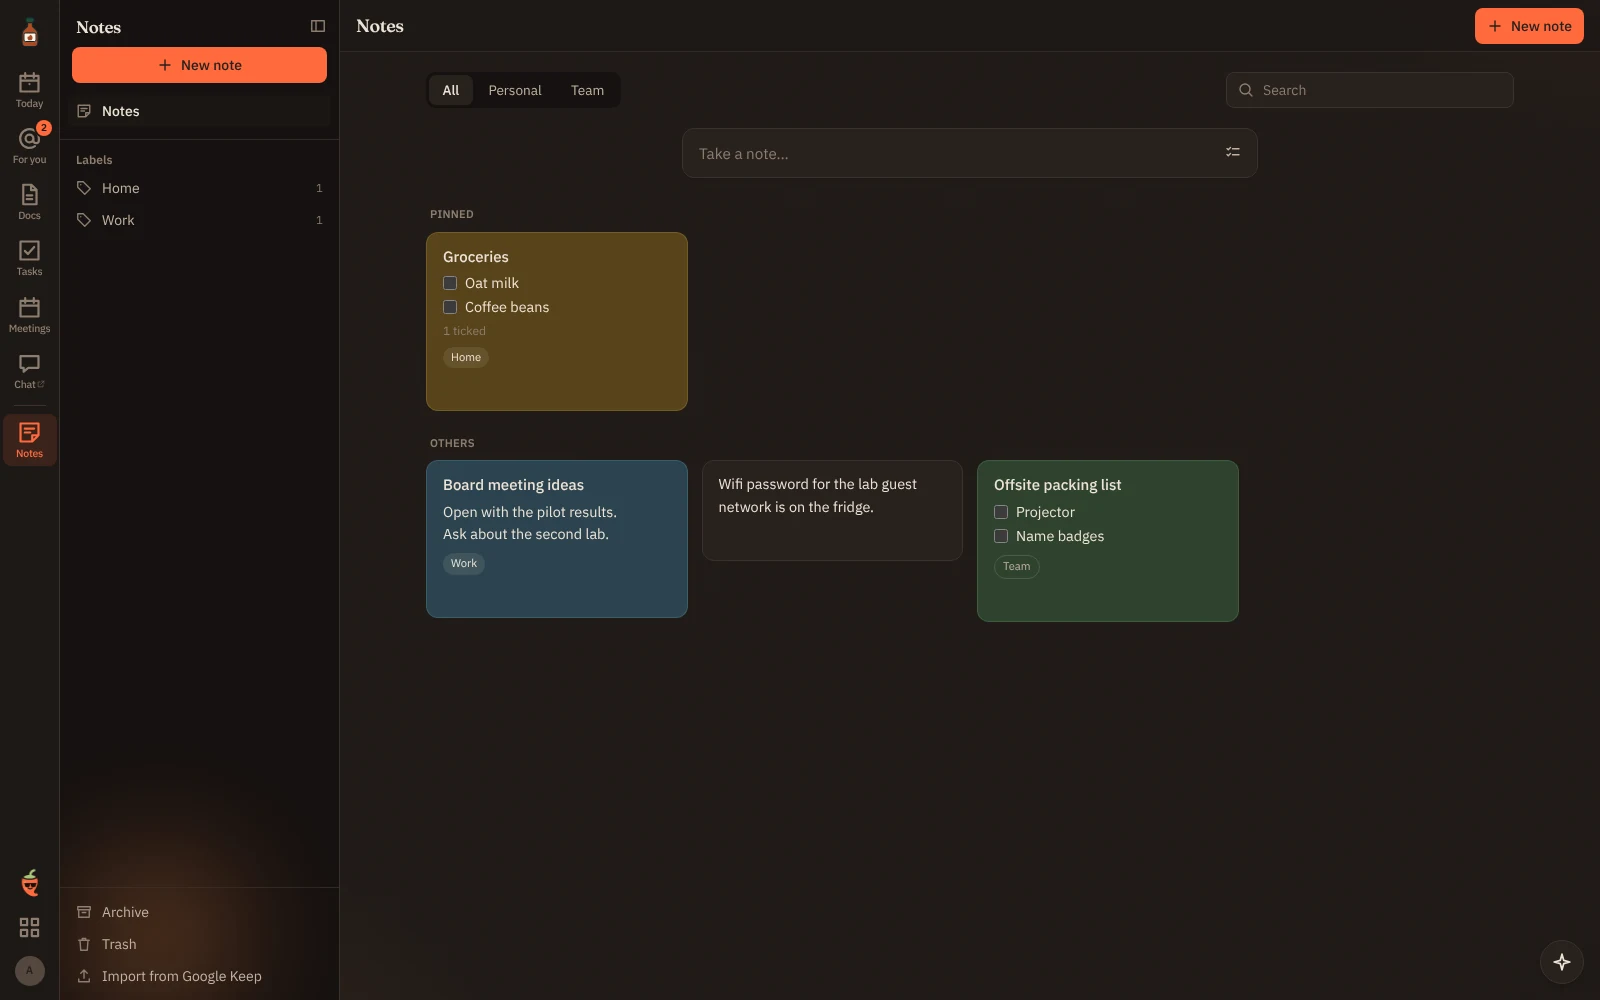 Notes
New note
Notes
Labels
Home 1
Work 1
Archive
Trash
Import from Google Keep
Today
2
For you
Docs
Tasks
Meetings
Chat
Notes
A
Notes
New note
All Personal Team
Search
Take a note...
PINNED
Groceries
Oat milk
Coffee beans
1 ticked
Home
OTHERS
Board meeting ideas
Open with the pilot results.
Ask about the second lab.
Work
Wifi password for the lab guest
network is on the fridge.
Offsite packing list
Projector
Name badges
Team